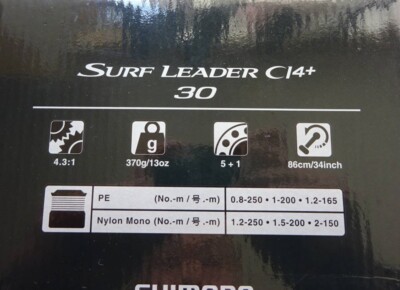 SURF LEADER CI4+
30
4.3:1 370g/13oz 5 + 1 86cm/34inch
PE (No.-m / 号.-m) 0.8-250 • 1-200 • 1.2-165
Nylon Mono (No.-m / 号.-m) 1.2-250 • 1.5-200 • 2-150
SHIMANO